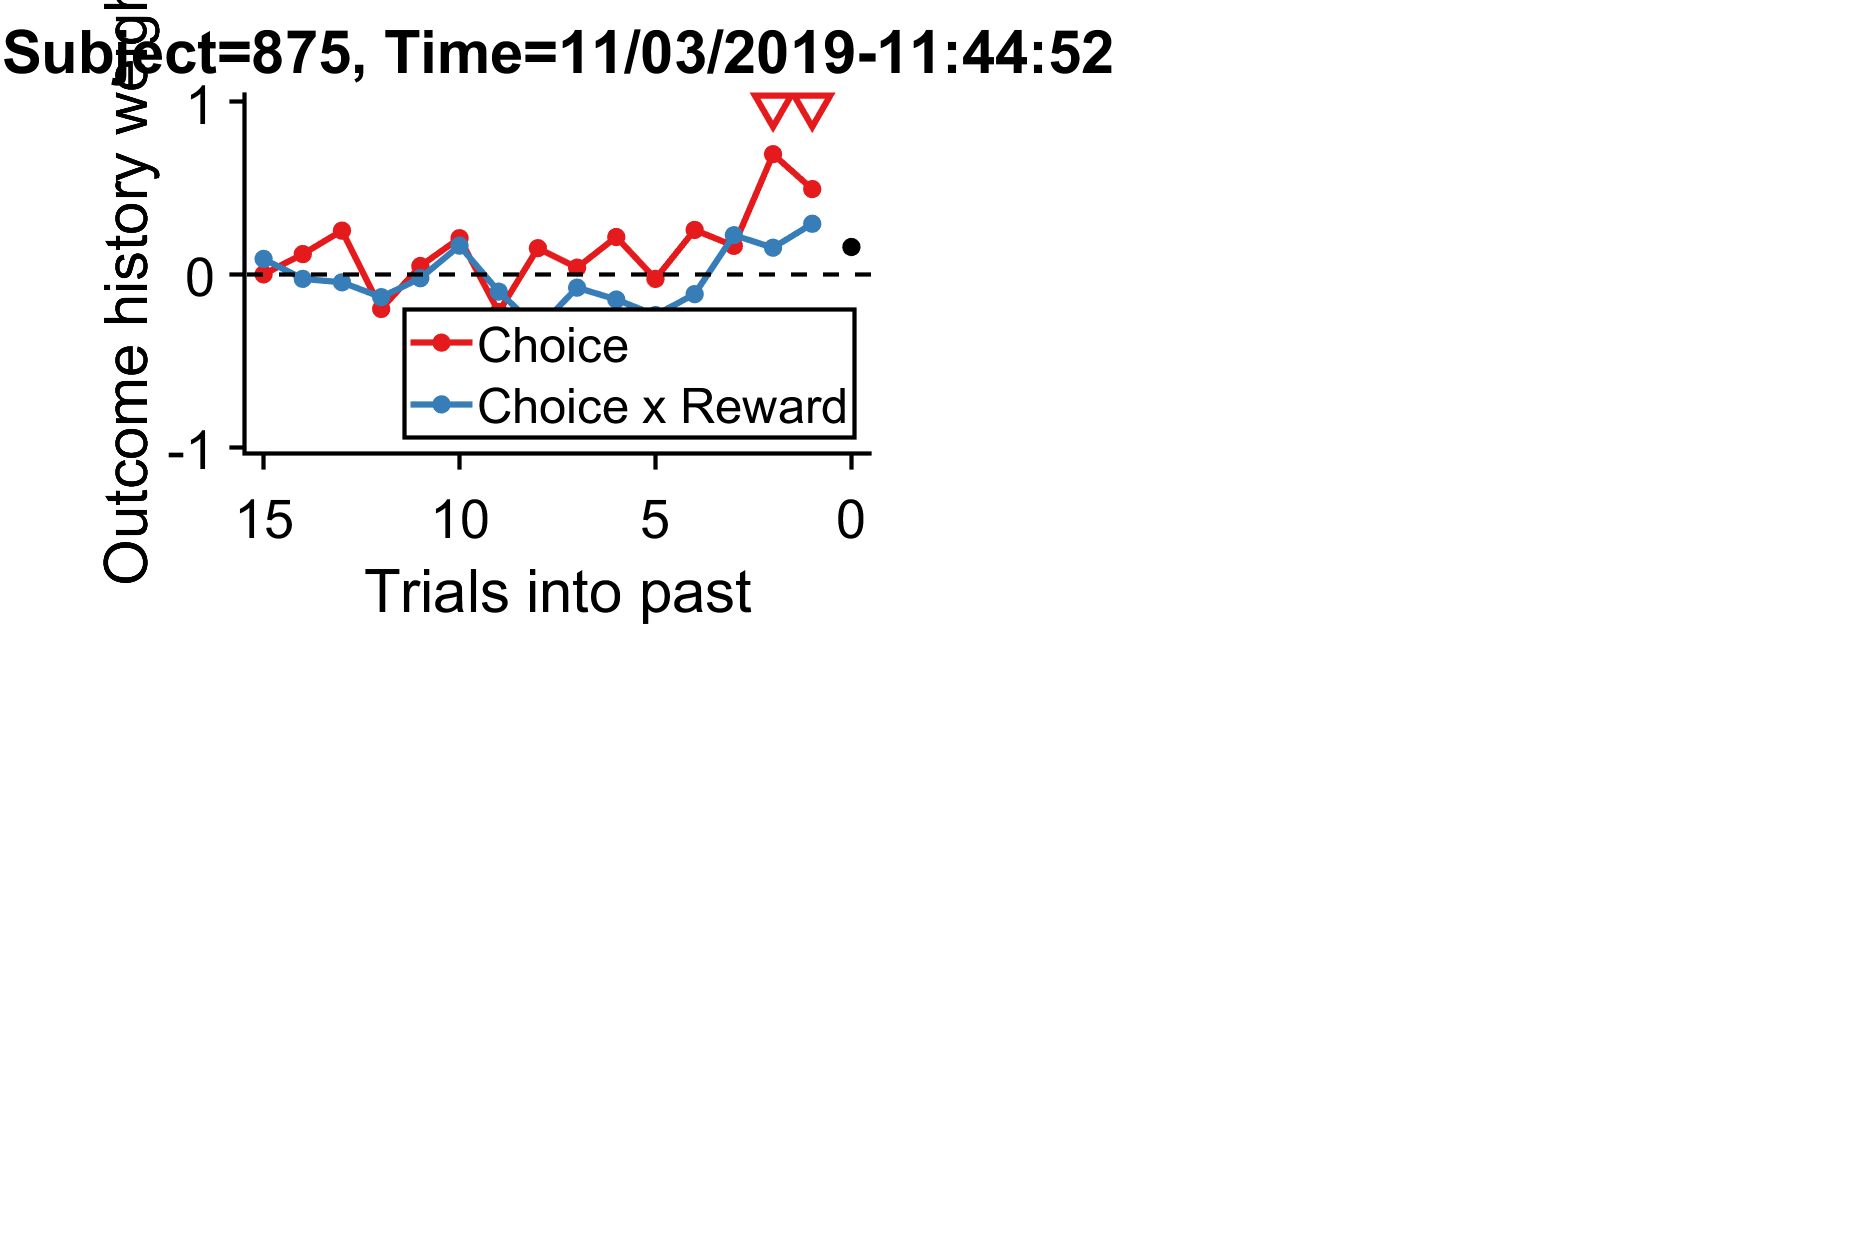 Subject=875, Time=11/03/2019-11:44:52
Outcome history
1
0
-1
Choice
Choice x Reward
15 10 5 0
Trials into past